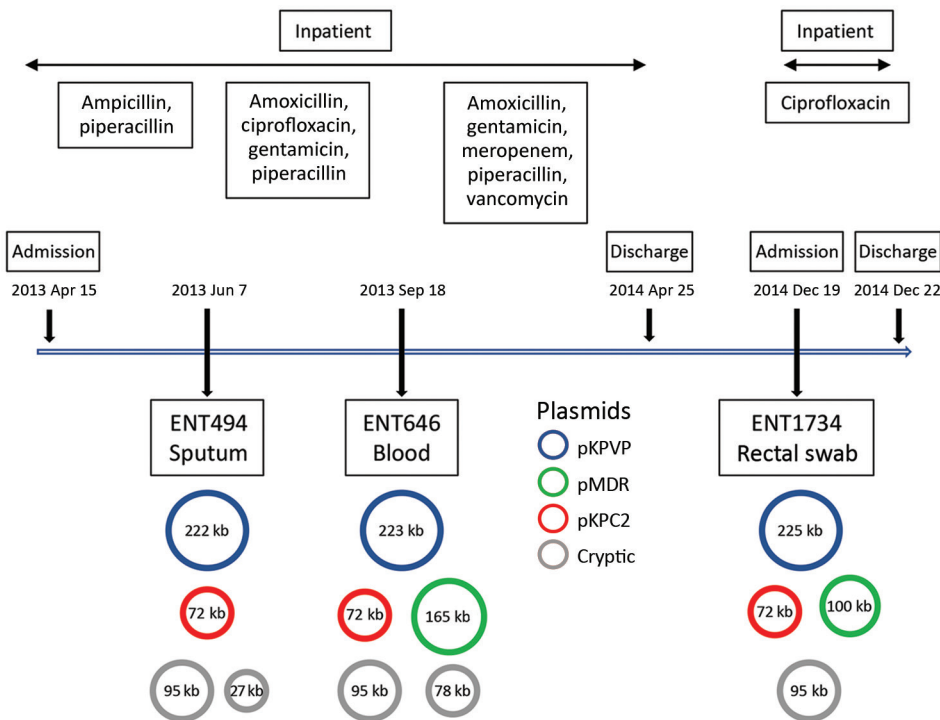 Inpatient
Inpatient
Ampicillin,
piperacillin
Amoxicillin,
ciprofloxacin,
gentamicin,
piperacillin
Amoxicillin,
gentamicin,
meropenem,
piperacillin,
vancomycin
Ciprofloxacin
Admission
Discharge
Admission
Discharge
2013 Apr 15
2013 Jun 7
2013 Sep 18
2014 Apr 25
2014 Dec 19
2014 Dec 22
ENT494
Sputum
ENT646
Blood
ENT1734
Rectal swab
Plasmids
pKPVP
pMDR
pKPC2
Cryptic
222 kb
223 kb
225 kb
72 kb
72 kb
165 kb
72 kb
100 kb
95 kb
27 kb
95 kb
78 kb
95 kb